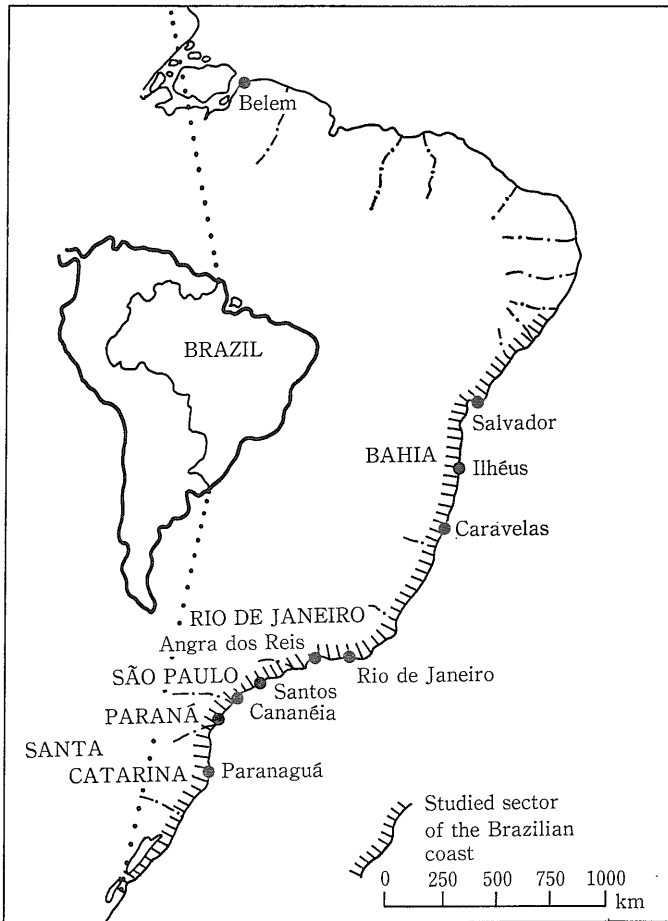 Belem
BRAZIL
Salvador
BAHIA
Ilhéus
Caravelas
RIO DE JANEIRO
Angra dos Reis
Rio de Janeiro
SÃO PAULO
Santos
Cananéia
PARANÁ
SANTA
CATARINA
Paranaguá
Studied sector
of the Brazilian
coast
0 250 500 750 1000
km